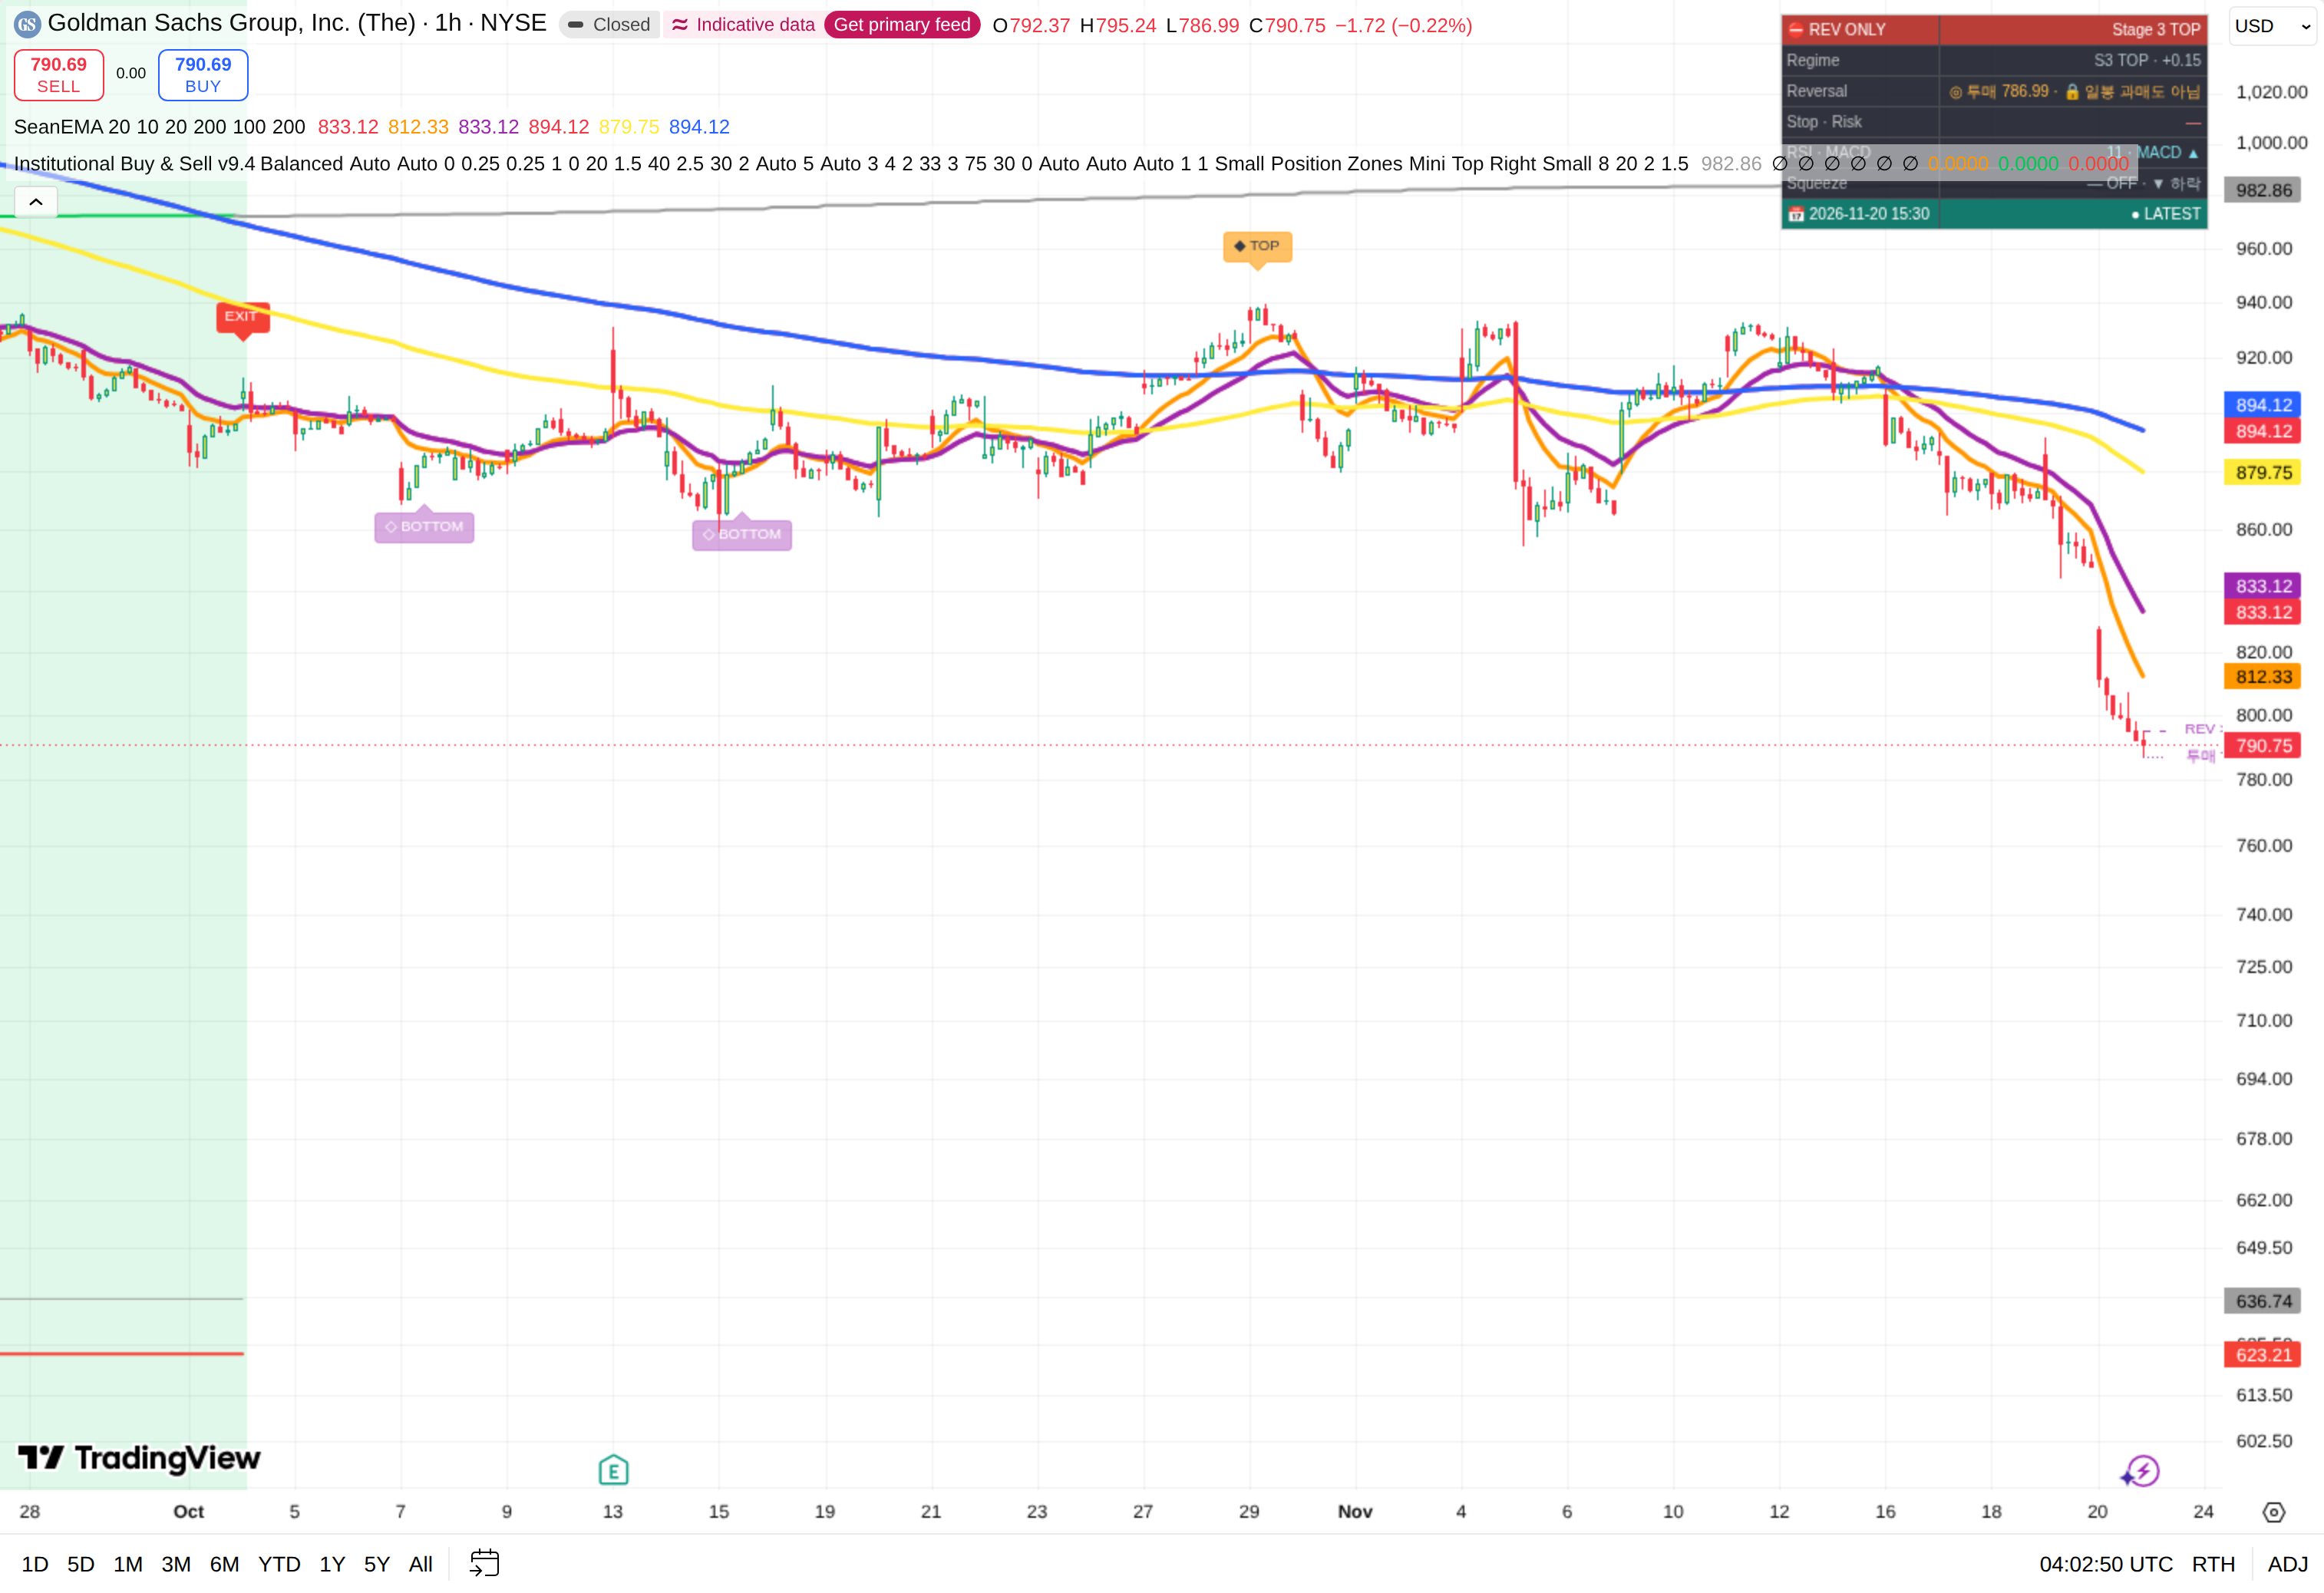 Goldman Sachs Group, Inc. (The) · 1h · NYSE Closed Indicative data Get primary feed O792.37 H795.24 L786.99 C790.75 −1.72 (−0.22%)
USD
790.69 SELL
0.00
790.69 BUY
SeanEMA 20 10 20 200 100 200 833.12 812.33 833.12 894.12 879.75 894.12
Institutional Buy & Sell v9.4 Balanced Auto Auto 0 0.25 0.25 1 0 20 1.5 40 2.5 30 2 Auto 5 Auto 3 4 2 33 3 75 30 0 Auto Auto Auto 1 1 Small Position Zones Mini Top Right Small 8 20 2 1.5 982.86 ∅ ∅ ∅ ∅ ∅ ∅ 0.0000 0.0000 0.0000
REV ONLY Stage 3 TOP
Regime S3 TOP · +0.15
Reversal ◎ 투매 786.99 · 🔒 일봉 과매도 아님
Stop · Risk —
RSI · MACD 11 · MACD ▲
Squeeze — OFF · ▼ 하락
📅 2026-11-20 15:30 ● LATEST
EXIT
◇ BOTTOM
◇ BOTTOM
◆ TOP
REV
투매
1,020.00
1,000.00
982.86
960.00
940.00
920.00
894.12
894.12
879.75
860.00
833.12
833.12
820.00
812.33
800.00
790.75
780.00
760.00
740.00
725.00
710.00
694.00
678.00
662.00
649.50
636.74
623.21
613.50
602.50
TradingView
E
28 Oct 5 7 9 13 15 19 21 23 27 29 Nov 4 6 10 12 16 18 20 24
1D 5D 1M 3M 6M YTD 1Y 5Y All
04:02:50 UTC RTH ADJ